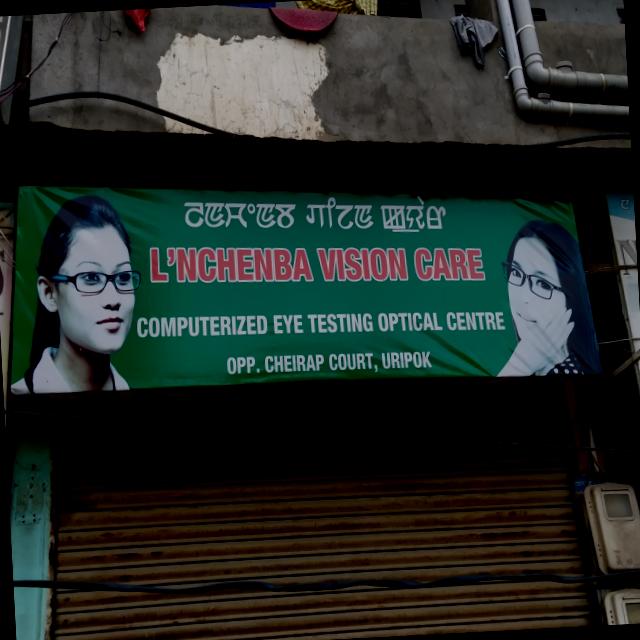 L'NCHENBA VISION CARE
COMPUTERIZED EYE TESTING OPTICAL CENTRE
OPP. CHEIRAP COURT, URIPOK